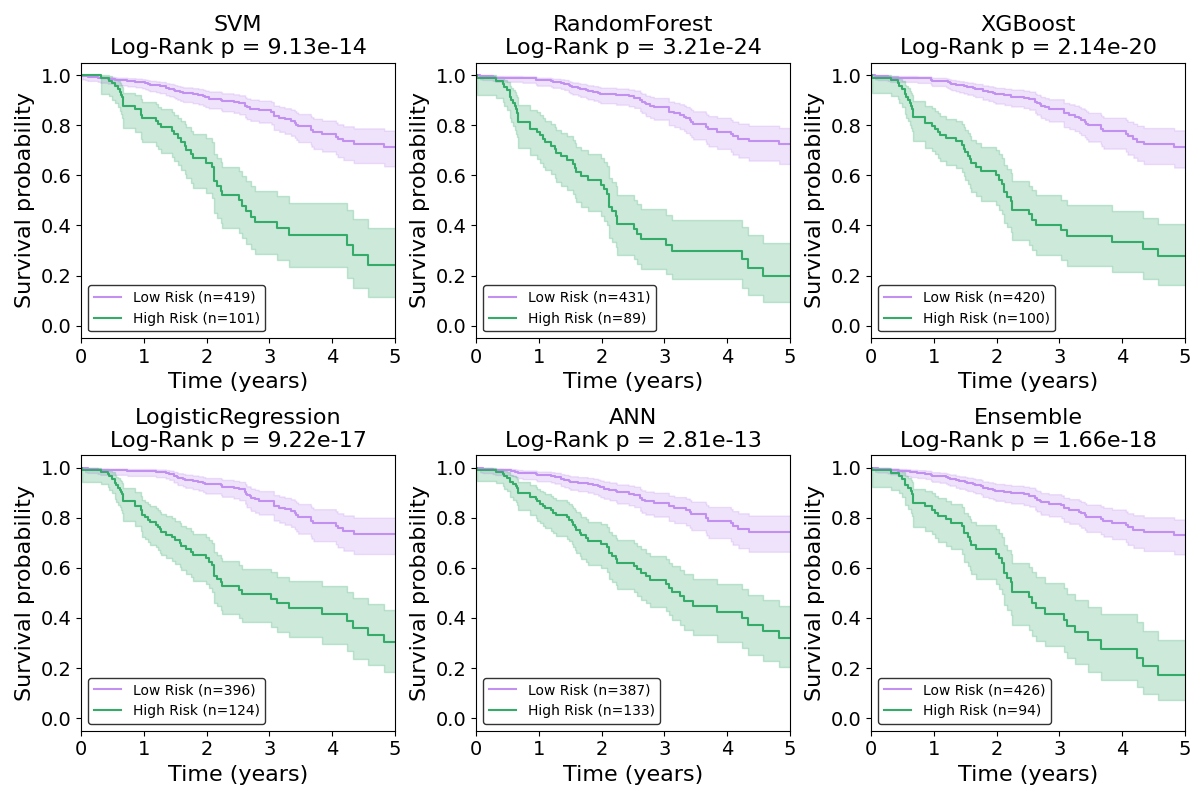 SVM
Log-Rank p = 9.13e-14
Survival probability
1.0
0.8
0.6
0.4
0.2
0.0
Low Risk (n=419)
High Risk (n=101)
0 1 2 3 4 5
Time (years)
RandomForest
Log-Rank p = 3.21e-24
Survival probability
1.0
0.8
0.6
0.4
0.2
0.0
Low Risk (n=431)
High Risk (n=89)
0 1 2 3 4 5
Time (years)
XGBoost
Log-Rank p = 2.14e-20
Survival probability
1.0
0.8
0.6
0.4
0.2
0.0
Low Risk (n=420)
High Risk (n=100)
0 1 2 3 4 5
Time (years)
LogisticRegression
Log-Rank p = 9.22e-17
Survival probability
1.0
0.8
0.6
0.4
0.2
0.0
Low Risk (n=396)
High Risk (n=124)
0 1 2 3 4 5
Time (years)
ANN
Log-Rank p = 2.81e-13
Survival probability
1.0
0.8
0.6
0.4
0.2
0.0
Low Risk (n=387)
High Risk (n=133)
0 1 2 3 4 5
Time (years)
Ensemble
Log-Rank p = 1.66e-18
Survival probability
1.0
0.8
0.6
0.4
0.2
0.0
Low Risk (n=426)
High Risk (n=94)
0 1 2 3 4 5
Time (years)